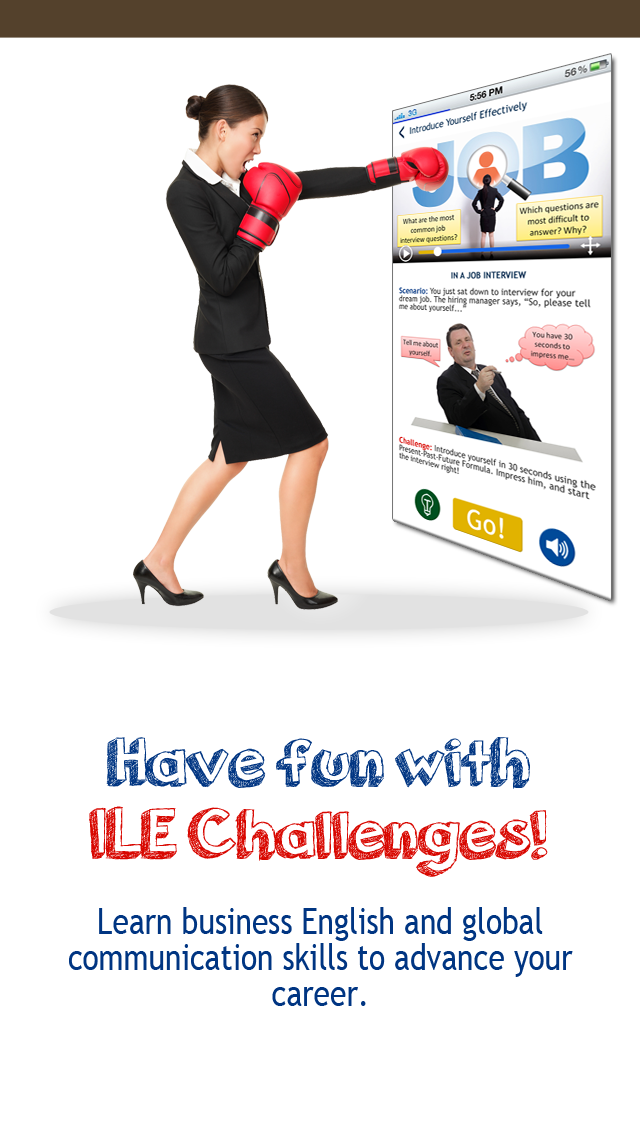 3G
5:56 PM
56 %
Introduce Yourself Effectively
JOB
What are the most
common job
interview questions?
Which questions are
most difficult to
answer? Why?
IN A JOB INTERVIEW
Scenario: You just sat down to interview for your
dream job. The hiring manager says, "So, please tell
me about yourself..."
Tell me about
yourself.
You have 30
seconds to
impress me...
Challenge: Introduce yourself in 30 seconds using the
Present-Past-Future Formula. Impress him, and start
the interview right!
Go!
Have fun with
ILE Challenges!
Learn business English and global
communication skills to advance your
career.